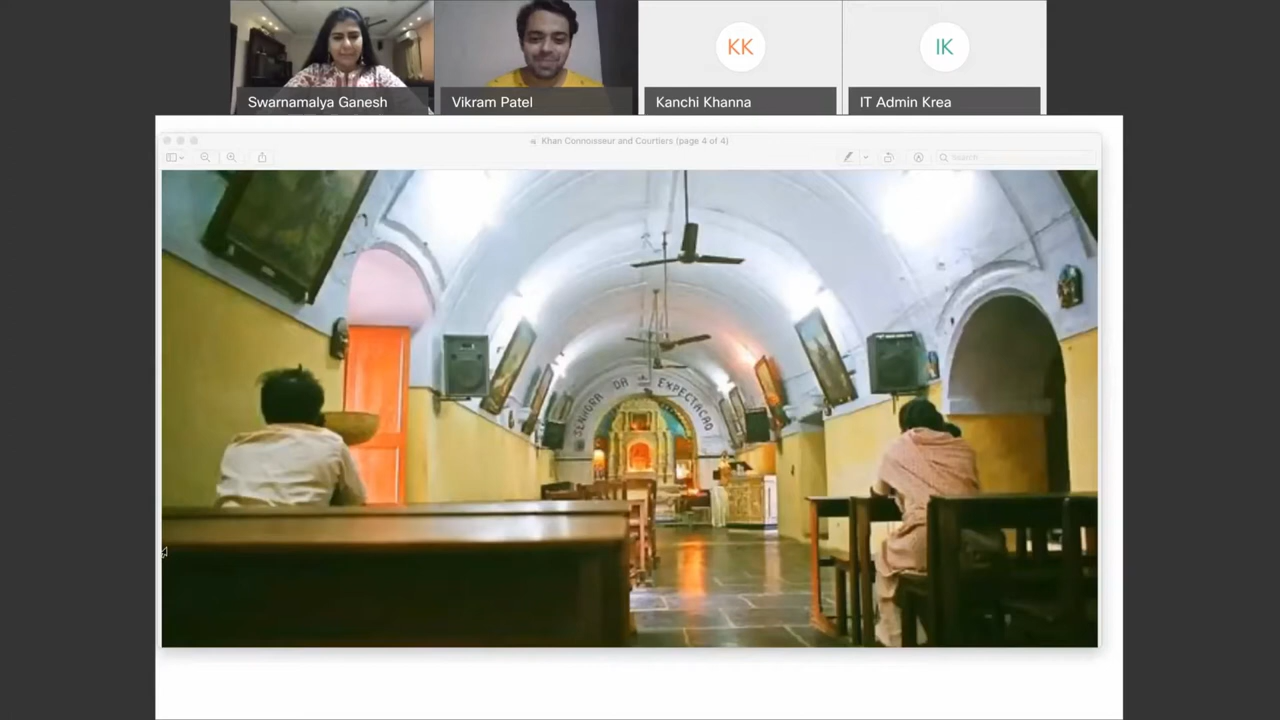 Swarnamalya Ganesh
Vikram Patel
KK
Kanchi Khanna
IK
IT Admin Krea
Khan Connoisseur and Courtiers (page 4 of 4)
Search
SENHORA DA EXPECTACAO